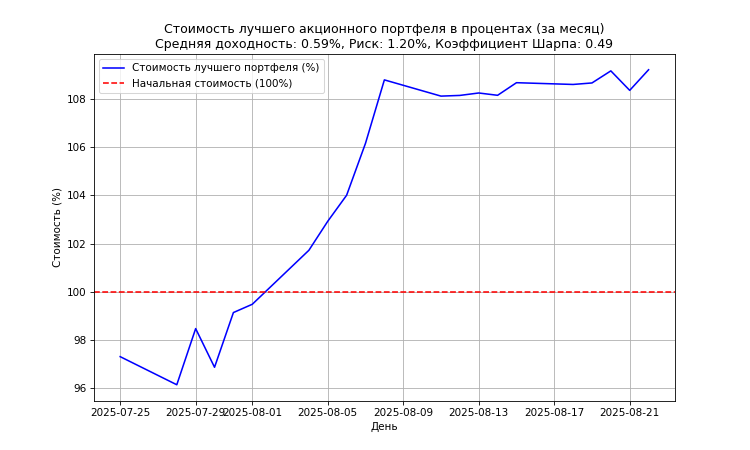 Стоимость лучшего акционного портфеля в процентах (за месяц)
Средняя доходность: 0.59%, Риск: 1.20%, Коэффициент Шарпа: 0.49
Стоимость лучшего портфеля (%)
Начальная стоимость (100%)
Стоимость (%)
108
106
104
102
100
98
96
2025-07-25
2025-07-29
2025-08-01
2025-08-05
2025-08-09
2025-08-13
2025-08-17
2025-08-21
День